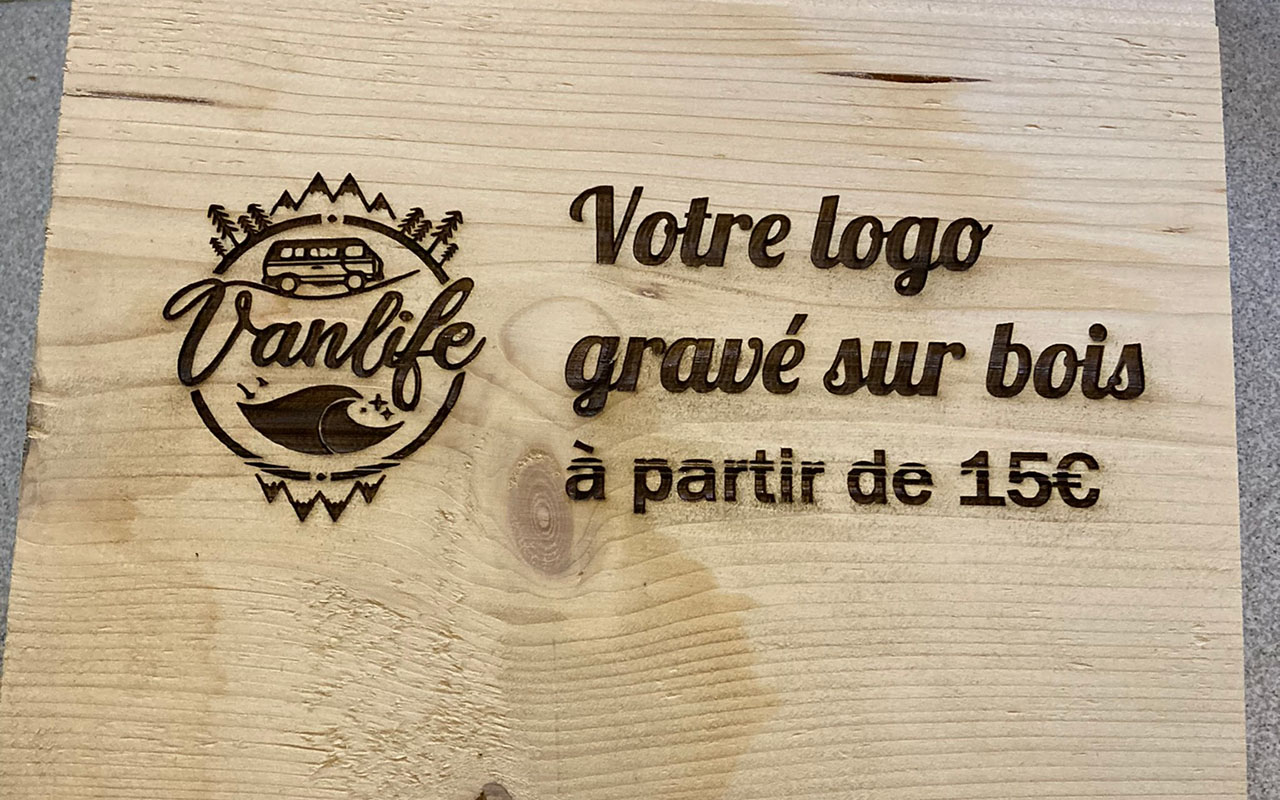 Vanlife
Votre logo
gravé sur bois
à partir de 15€